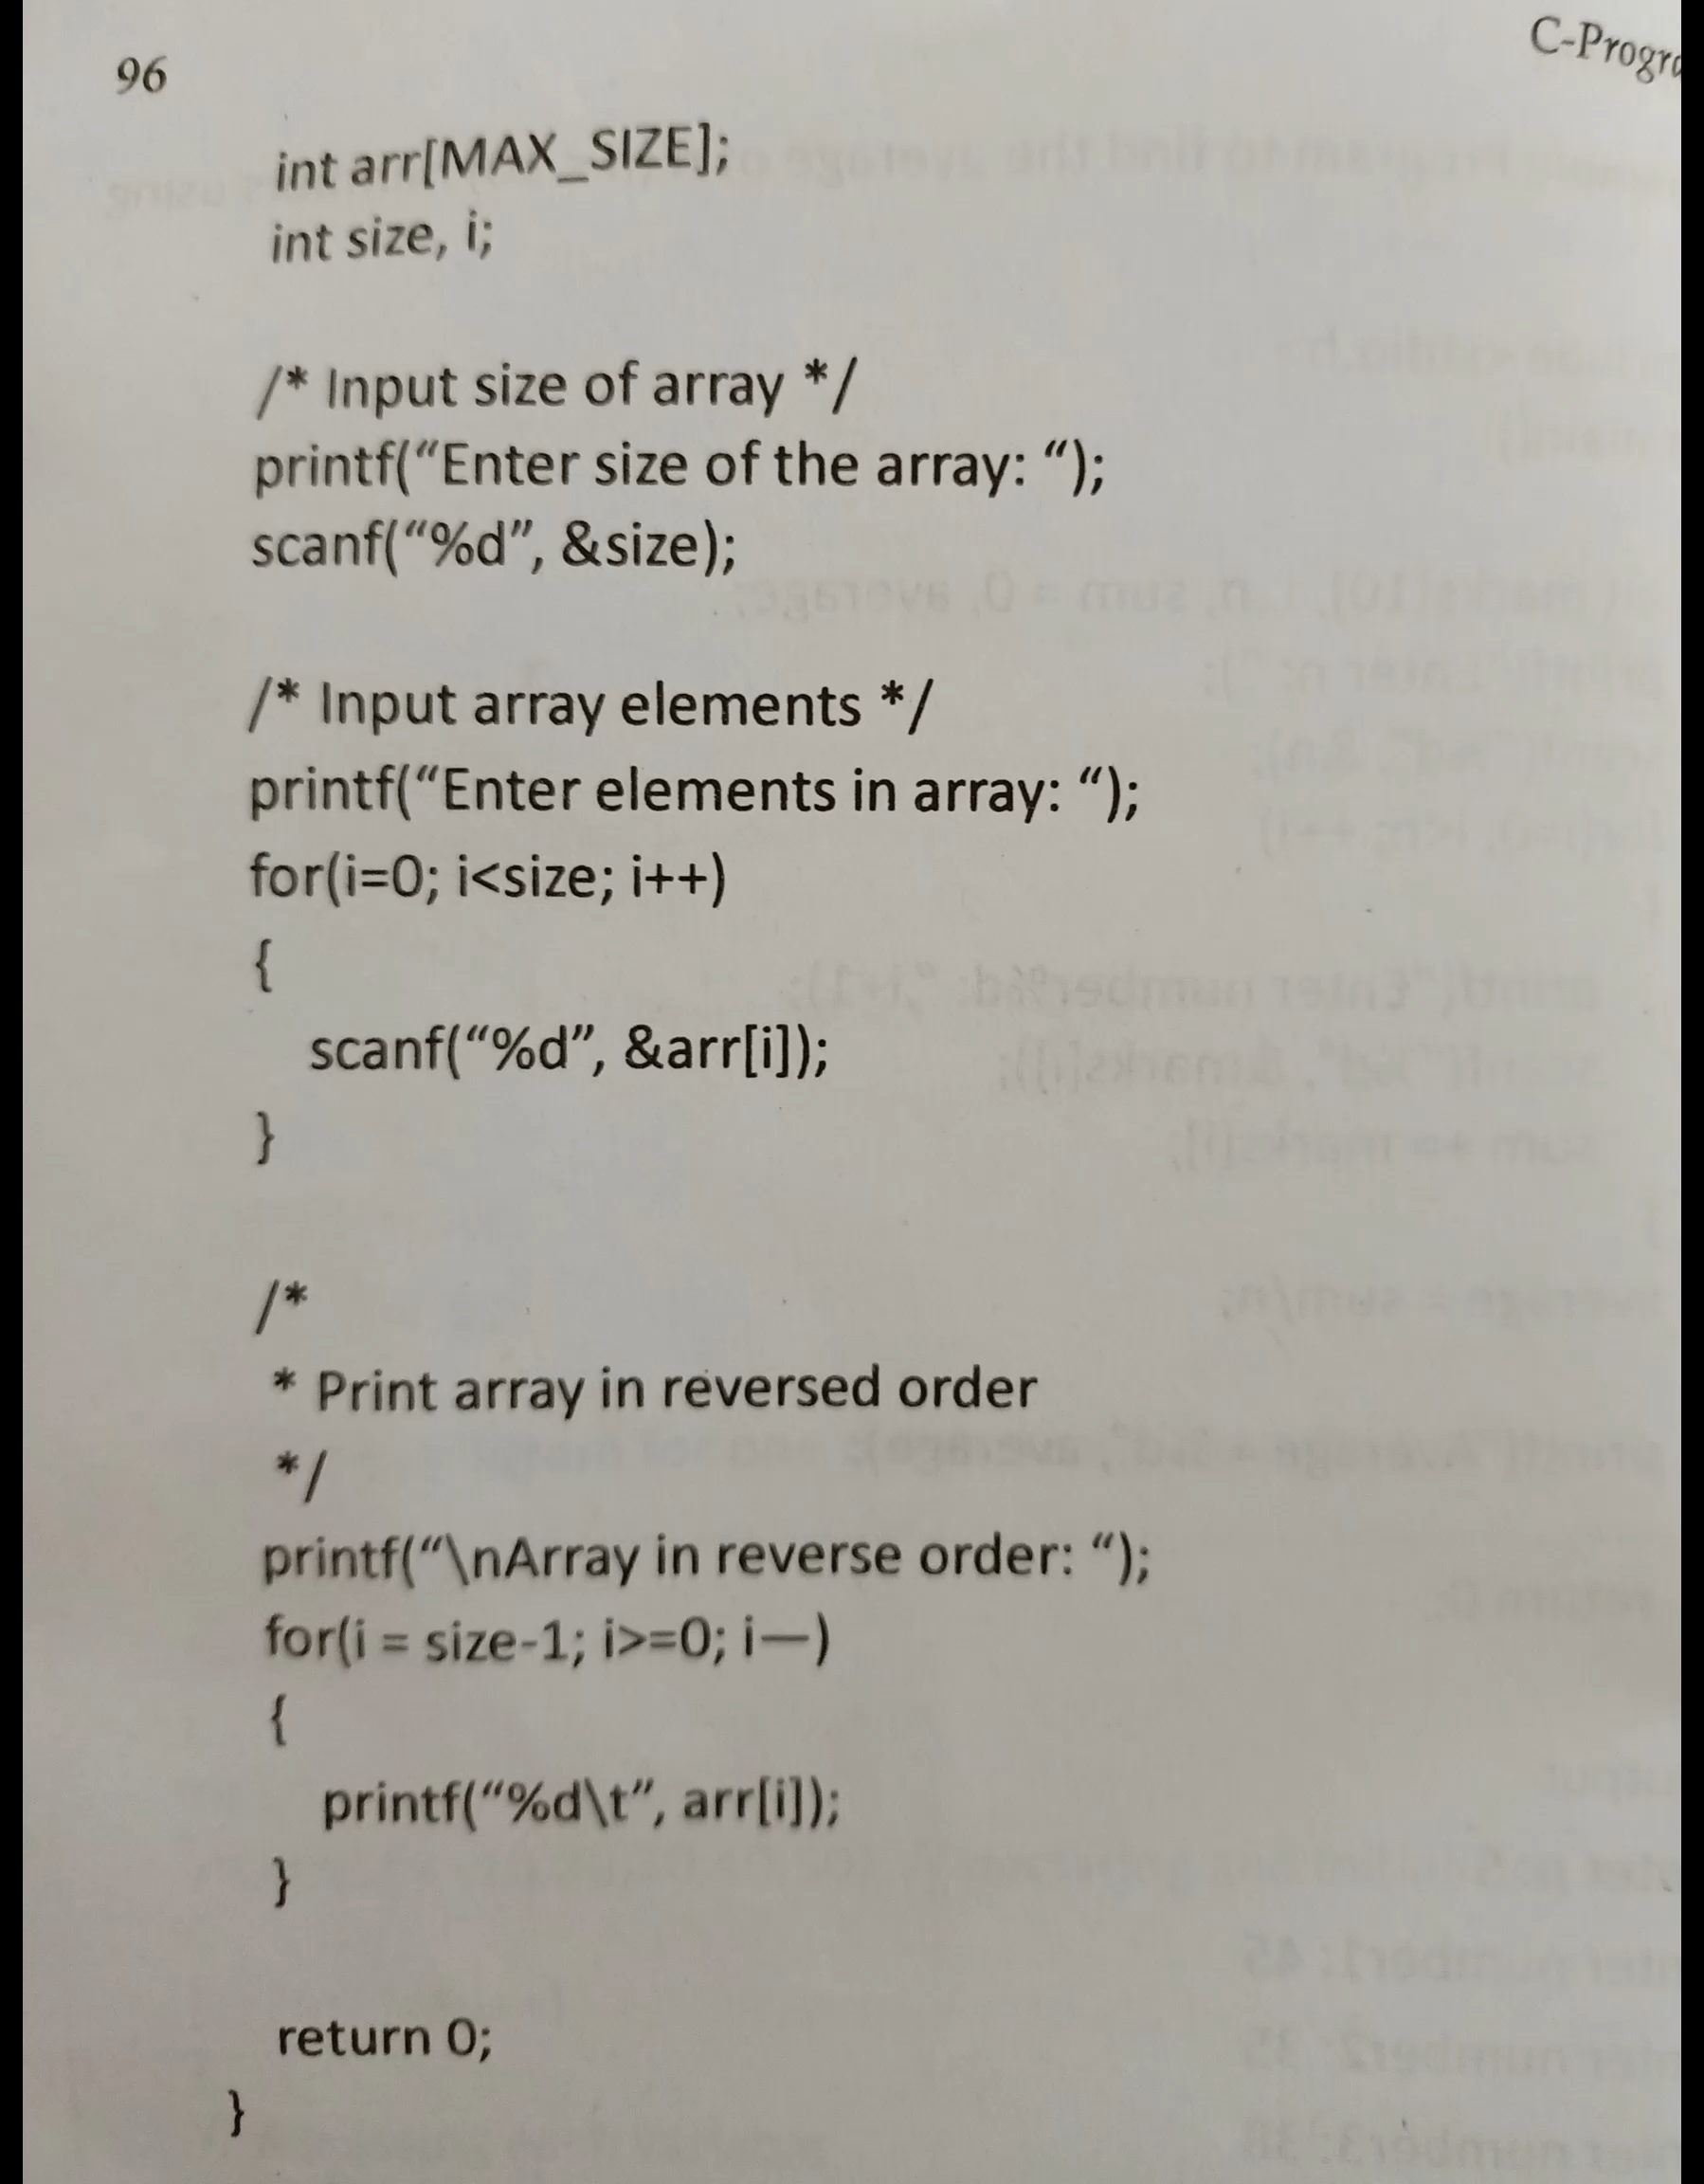 96
C-Progra
int arr[MAX_SIZE];
int size, i;
/* Input size of array */
printf(“Enter size of the array: “);
scanf(“%d”, &size);
/* Input array elements */
printf(“Enter elements in array: “);
for(i=0; i<size; i++)
{
scanf(“%d”, &arr[i]);
}
/*
* Print array in reversed order
*/
printf(“\nArray in reverse order: “);
for(i = size-1; i>=0; i—)
{
printf(“%d\t”, arr[i]);
}
return 0;
}